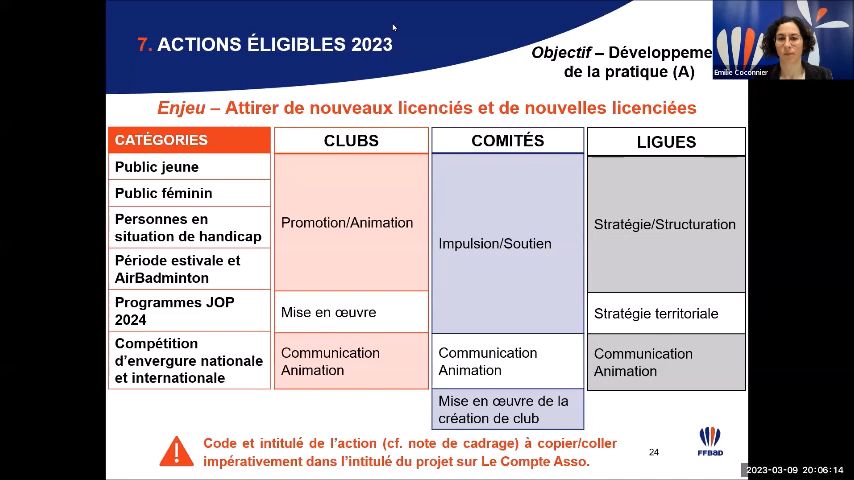 7. ACTIONS ÉLIGIBLES 2023
Objectif – Développeme
de la pratique (A)
Emilie Coconnier
Enjeu – Attirer de nouveaux licenciés et de nouvelles licenciées
CATÉGORIES
CLUBS
COMITÉS
LIGUES
Public jeune
Public féminin
Personnes en
situation de handicap
Période estivale et
AirBadminton
Programmes JOP
2024
Compétition
d'envergure nationale
et internationale
Promotion/Animation
Mise en œuvre
Communication
Animation
Impulsion/Soutien
Communication
Animation
Mise en œuvre de la
création de club
Stratégie/Structuration
Stratégie territoriale
Communication
Animation
Code et intitulé de l'action (cf. note de cadrage) à copier/coller
impérativement dans l'intitulé du projet sur Le Compte Asso.
24
FFBaD
2023-03-09 20:06:14